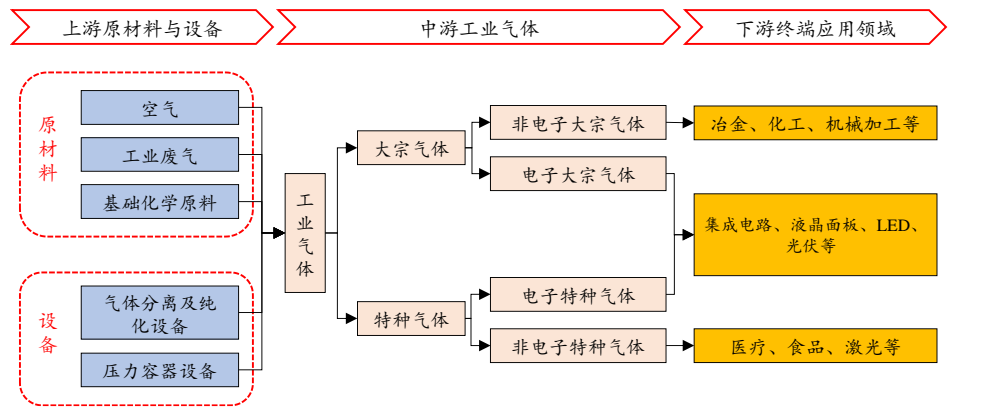 上游原材料与设备
中游工业气体
下游终端应用领域
原材料
空气
工业废气
基础化学原料
设备
气体分离及纯
化设备
压力容器设备
工业气体
大宗气体
特种气体
非电子大宗气体
电子大宗气体
电子特种气体
非电子特种气体
冶金、化工、机械加工等
集成电路、液晶面板、LED、
光伏等
医疗、食品、激光等